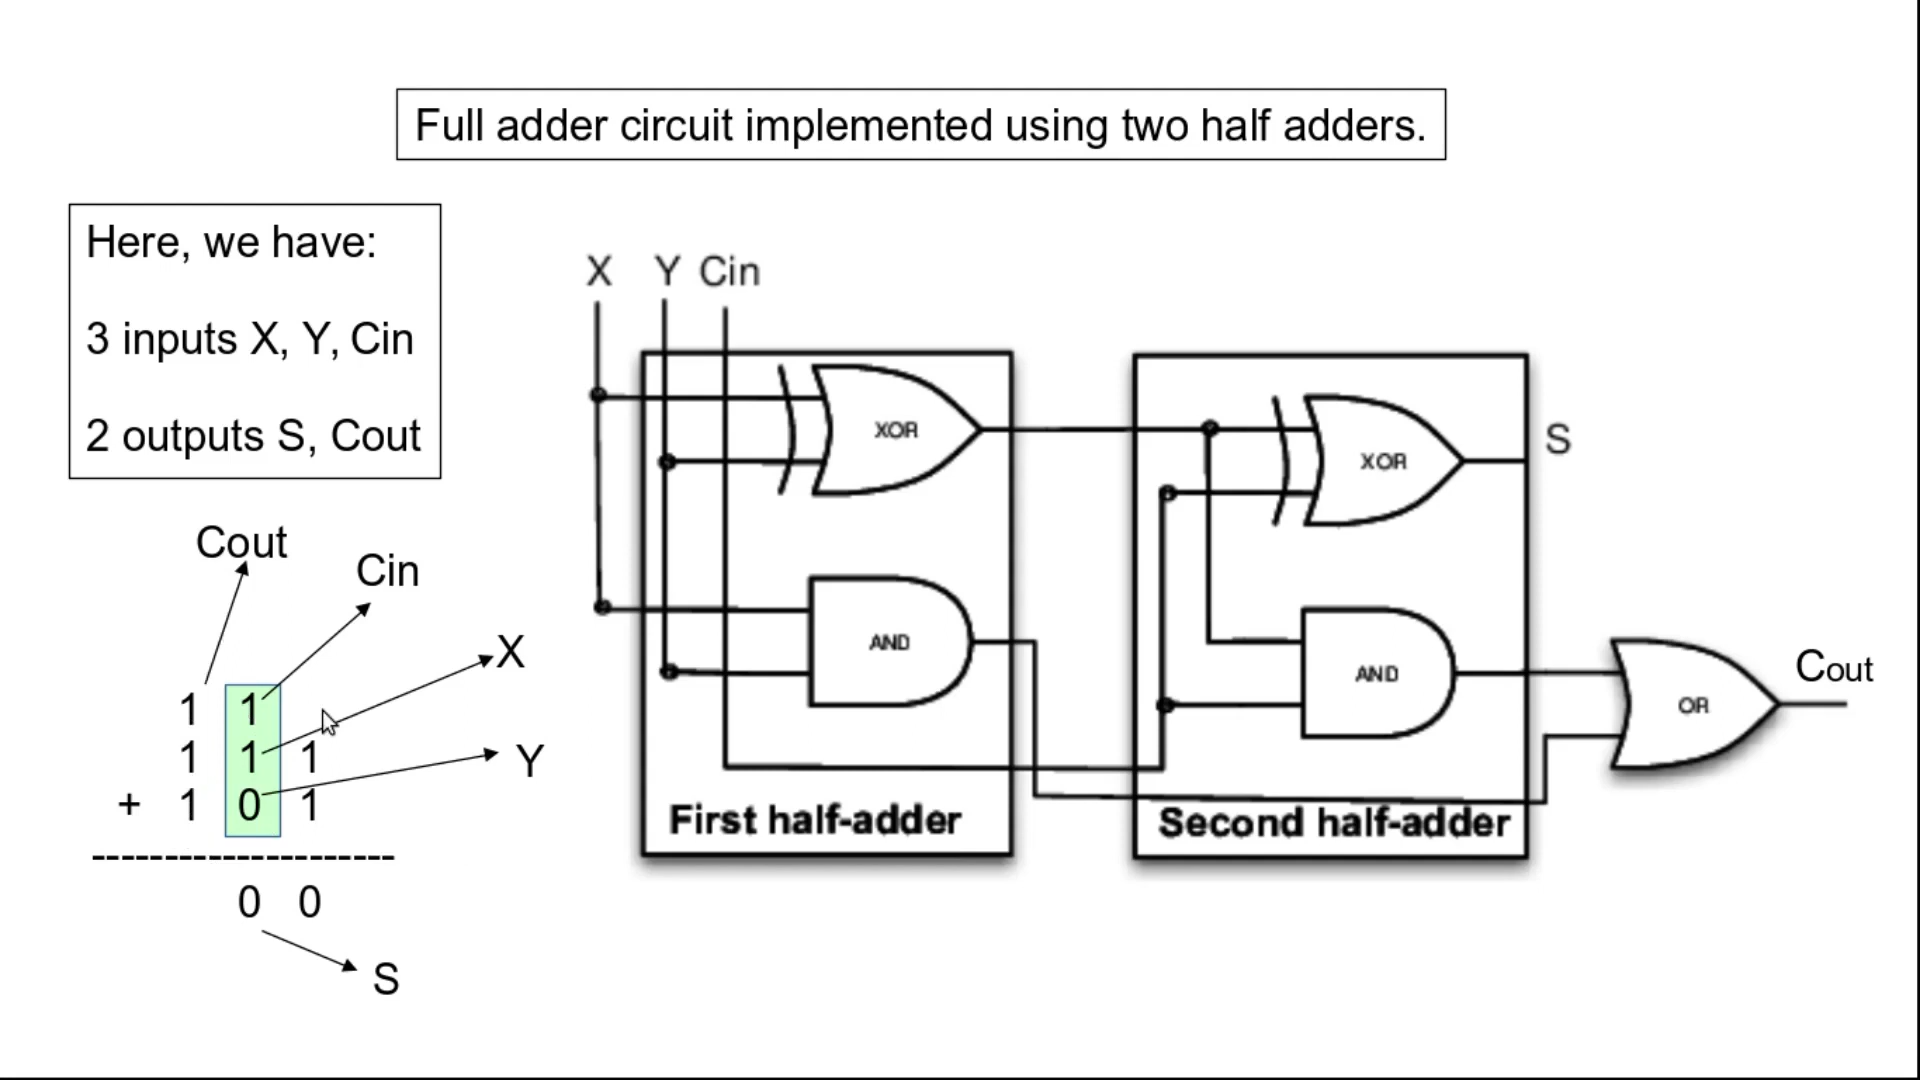 Full adder circuit implemented using two half adders.
Here, we have:
3 inputs X, Y, Cin
2 outputs S, Cout
X Y Cin
XOR
XOR
S
AND
AND
OR
Cout
First half-adder
Second half-adder
Cout
Cin
X
Y
1 1
1 1 1
+ 1 0 1
---------------------
0 0
S